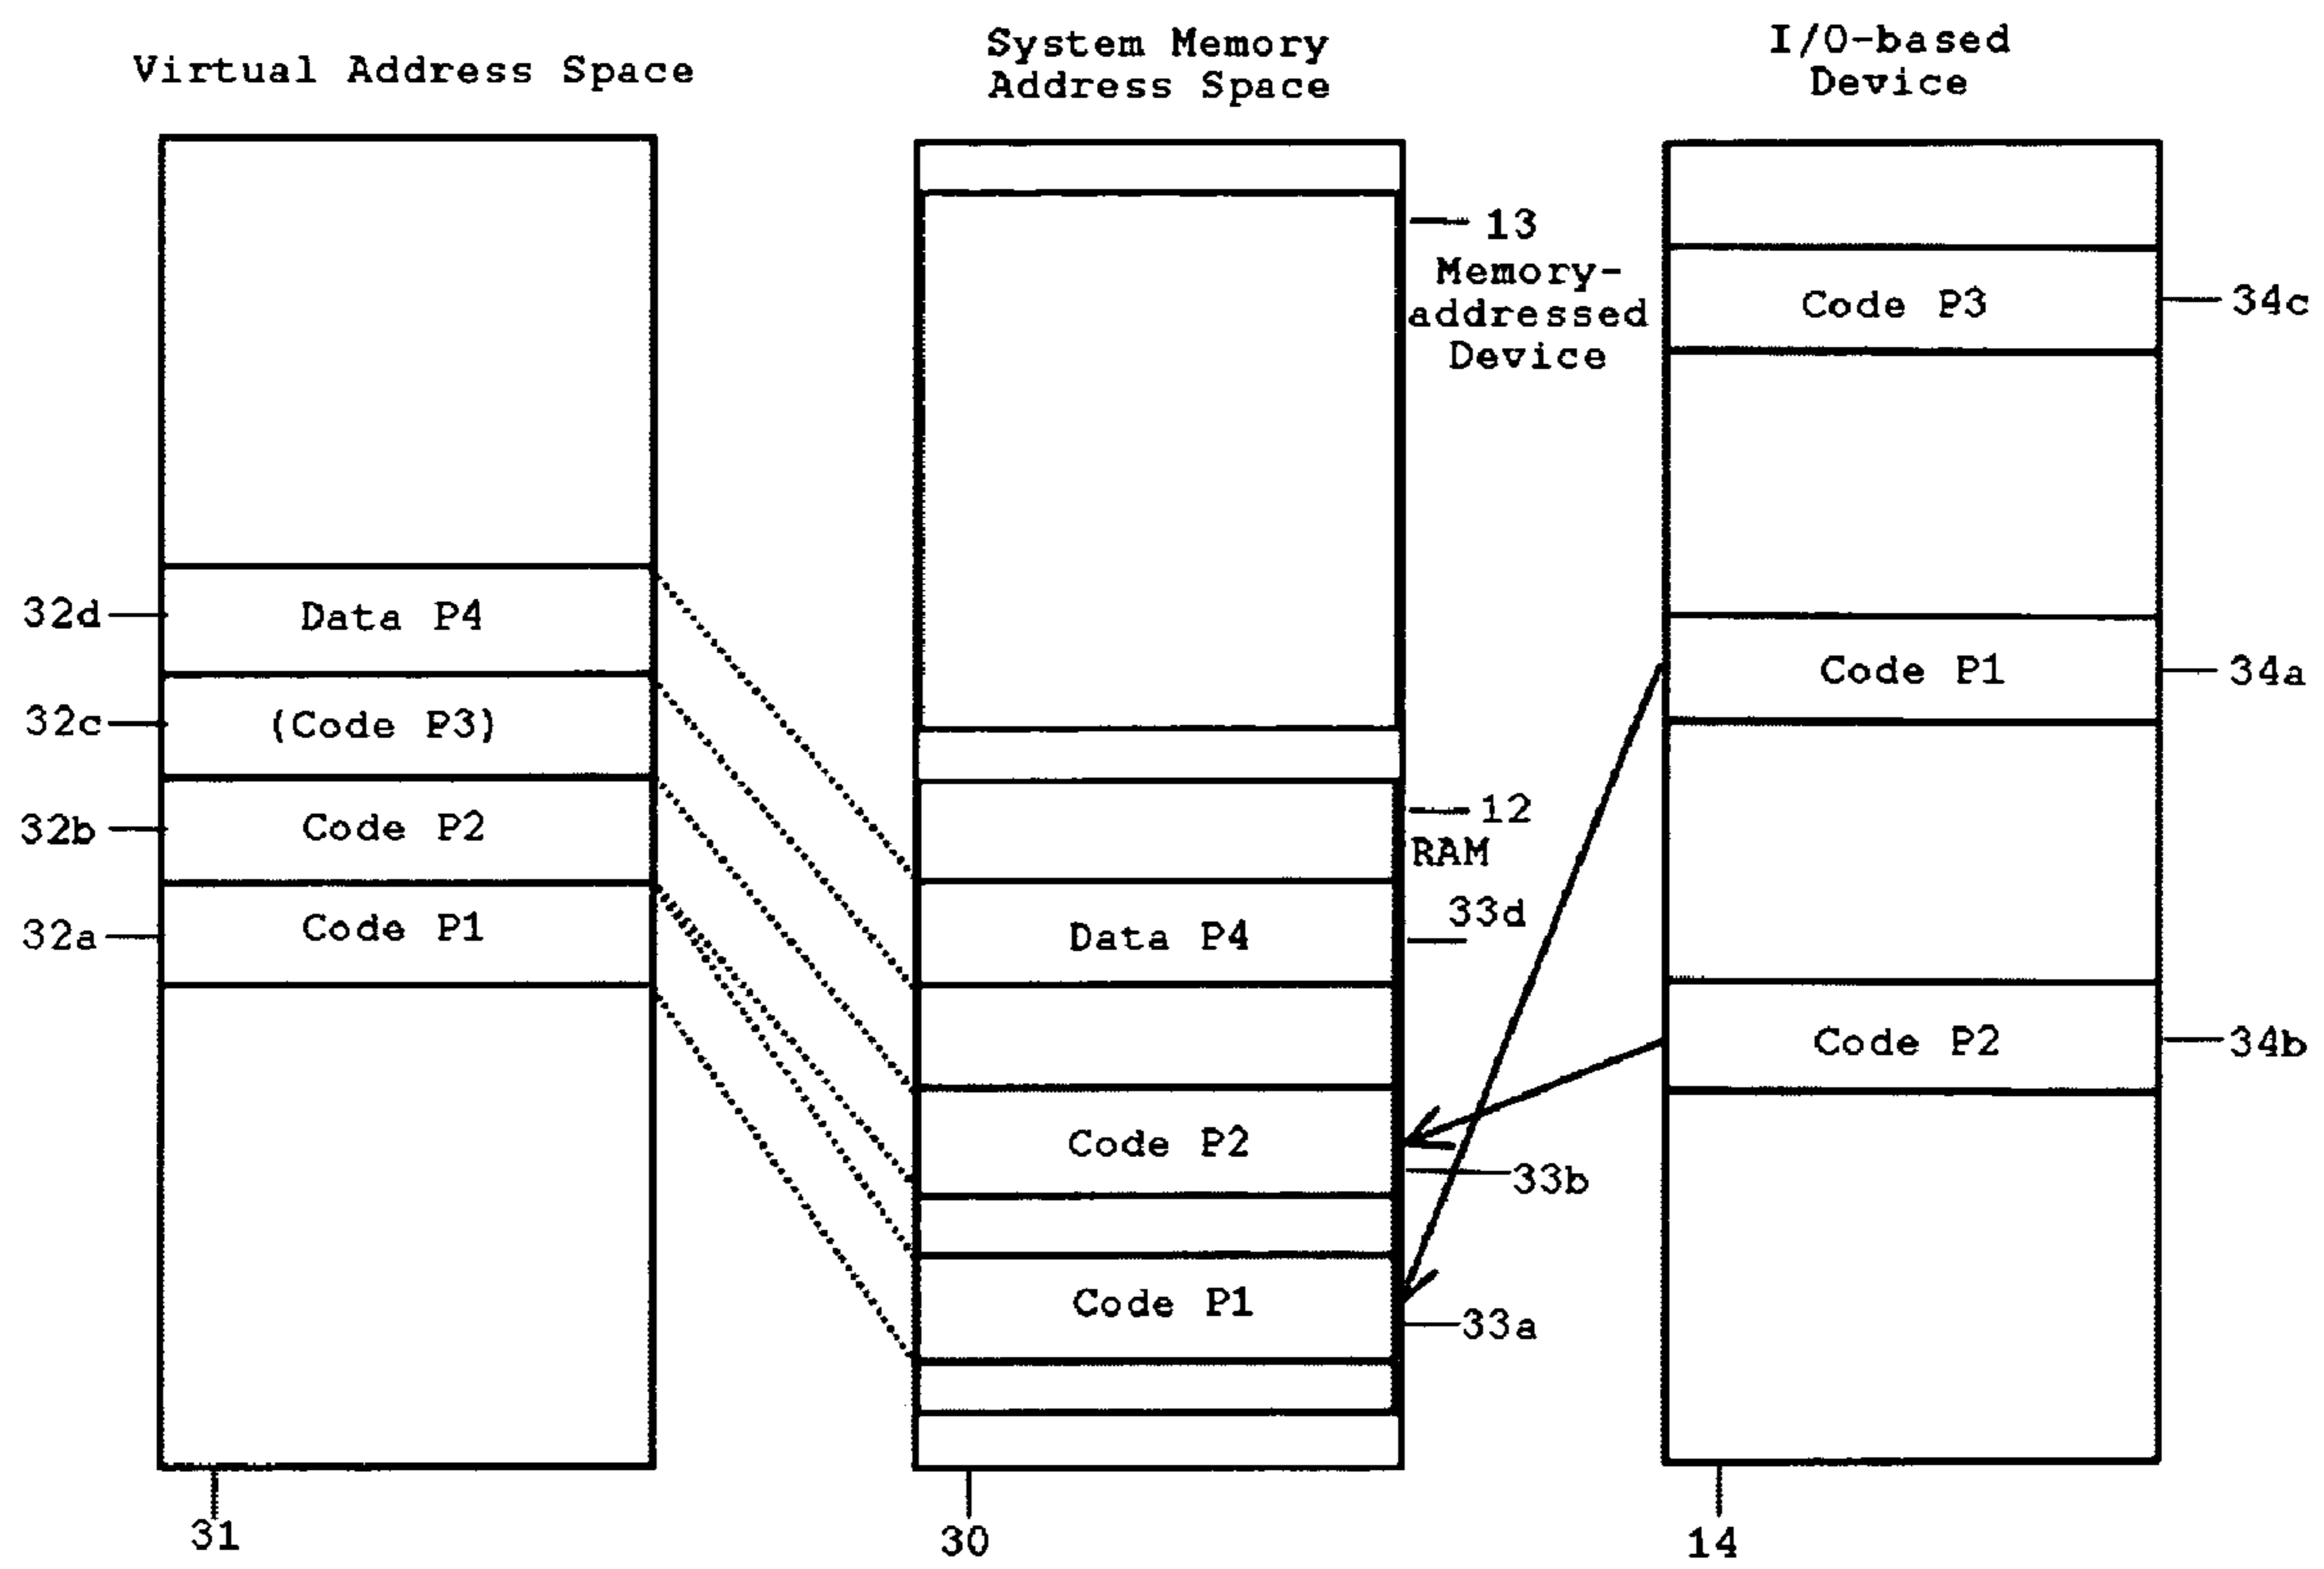 Virtual Address Space
System Memory
Address Space
I/O-based
Device
13
Memory-
addressed
Device
Code P3
34c
32d
Data P4
Code P1
34a
32c
(Code P3)
32b
Code P2
12
RAM
32a
Code P1
33d
Data P4
Code P2
34b
Code P2
33b
Code P1
33a
31
30
14